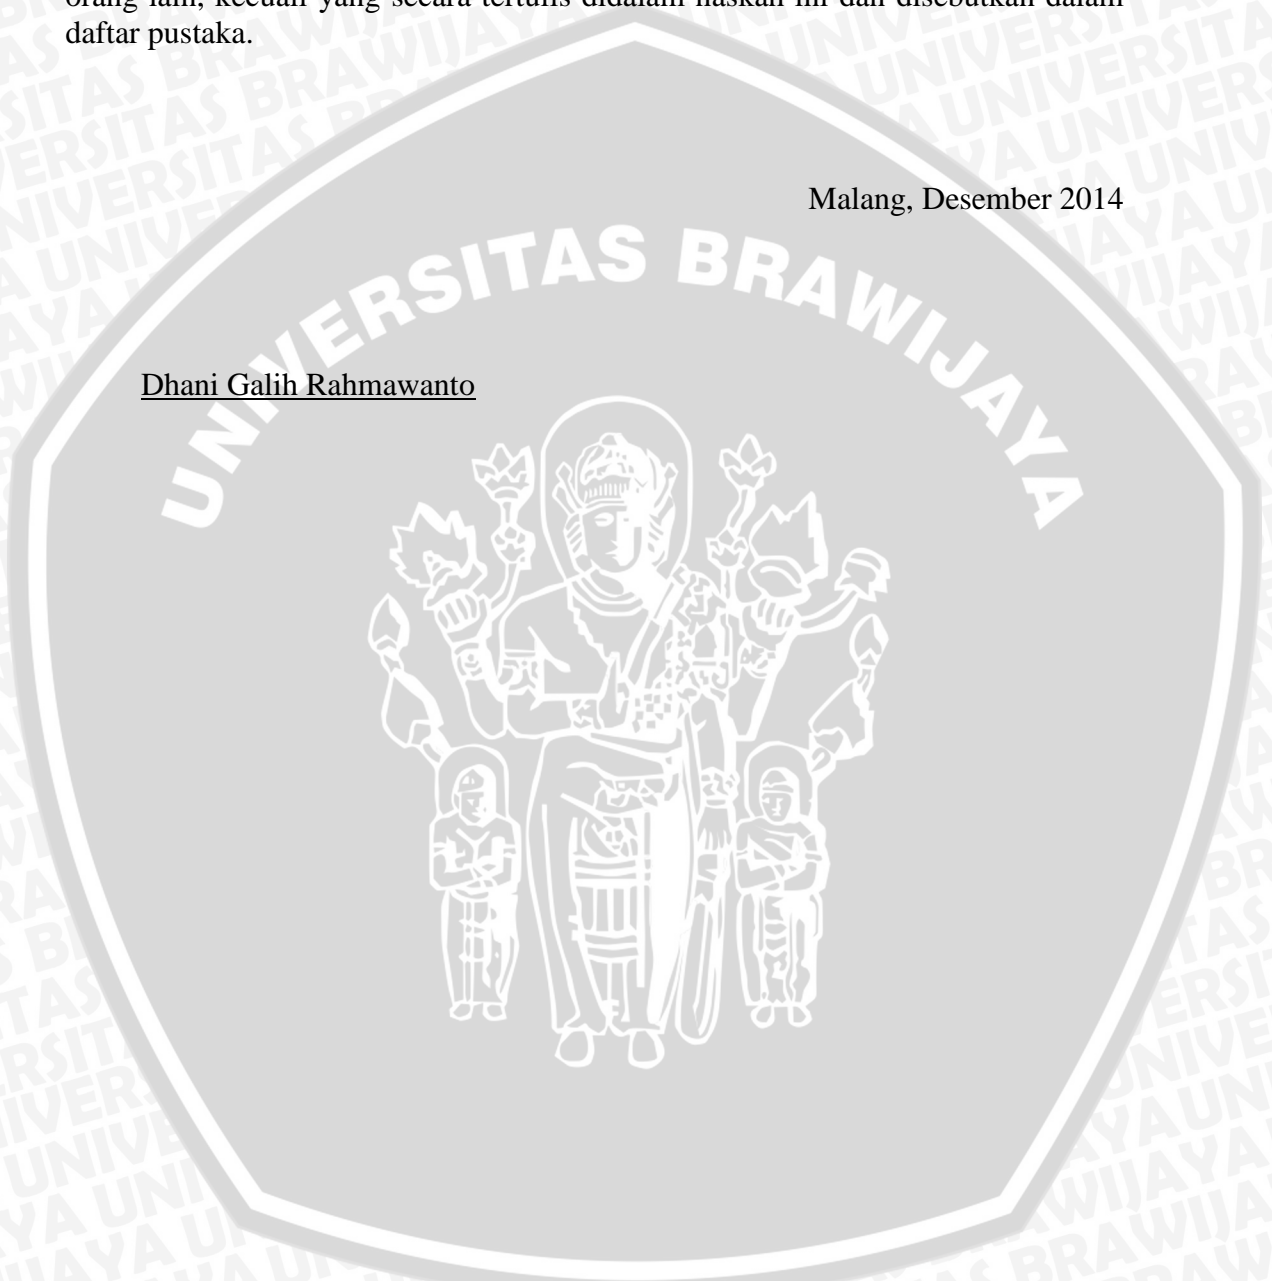 orang lain, kecuali yang secara tertulis didalam naskah ini dan disebutkan dalam
daftar pustaka.
Malang, Desember 2014
UNIVERSITAS BRAWIJAYA
Dhani Galih Rahmawanto